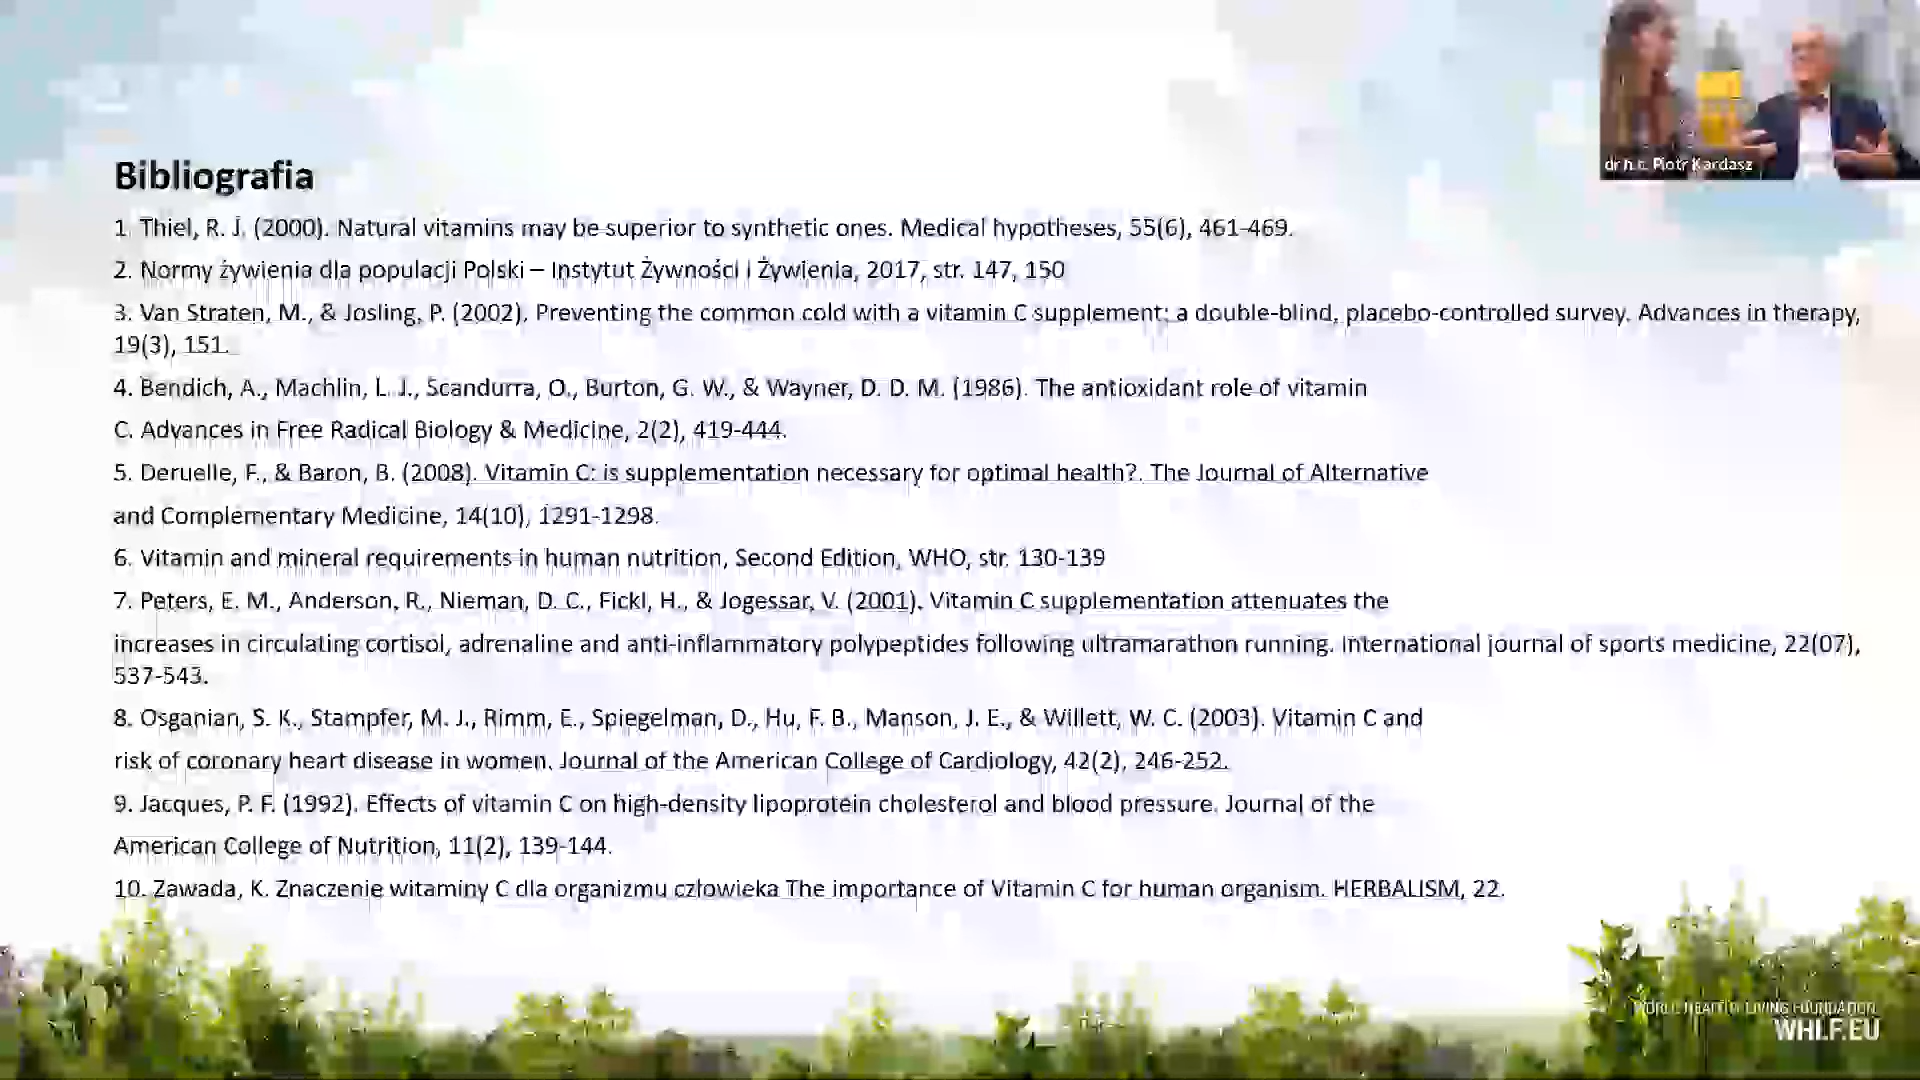 dr h.c. Piotr Kardasz
Bibliografia
1. Thiel, R. J. (2000). Natural vitamins may be superior to synthetic ones. Medical hypotheses, 55(6), 461-469.
2. Normy żywienia dla populacji Polski – Instytut Żywności i Żywienia, 2017, str. 147, 150
3. Van Straten, M., & Josling, P. (2002). Preventing the common cold with a vitamin C supplement: a double-blind, placebo-controlled survey. Advances in therapy,
19(3), 151.
4. Bendich, A., Machlin, L. J., Scandurra, O., Burton, G. W., & Wayner, D. D. M. (1986). The antioxidant role of vitamin
C. Advances in Free Radical Biology & Medicine, 2(2), 419-444.
5. Deruelle, F., & Baron, B. (2008). Vitamin C: is supplementation necessary for optimal health?. The Journal of Alternative
and Complementary Medicine, 14(10), 1291-1298.
6. Vitamin and mineral requirements in human nutrition, Second Edition, WHO, str. 130-139
7. Peters, E. M., Anderson, R., Nieman, D. C., Fickl, H., & Jogessar, V. (2001). Vitamin C supplementation attenuates the
increases in circulating cortisol, adrenaline and anti-inflammatory polypeptides following ultramarathon running. International journal of sports medicine, 22(07),
537-543.
8. Osganian, S. K., Stampfer, M. J., Rimm, E., Spiegelman, D., Hu, F. B., Manson, J. E., & Willett, W. C. (2003). Vitamin C and
risk of coronary heart disease in women. Journal of the American College of Cardiology, 42(2), 246-252.
9. Jacques, P. F. (1992). Effects of vitamin C on high-density lipoprotein cholesterol and blood pressure. Journal of the
American College of Nutrition, 11(2), 139-144.
10. Zawada, K. Znaczenie witaminy C dla organizmu człowieka The importance of Vitamin C for human organism. HERBALISM, 22.
WORLD HEALTHY LIVING FOUNDATION
WHLF.EU